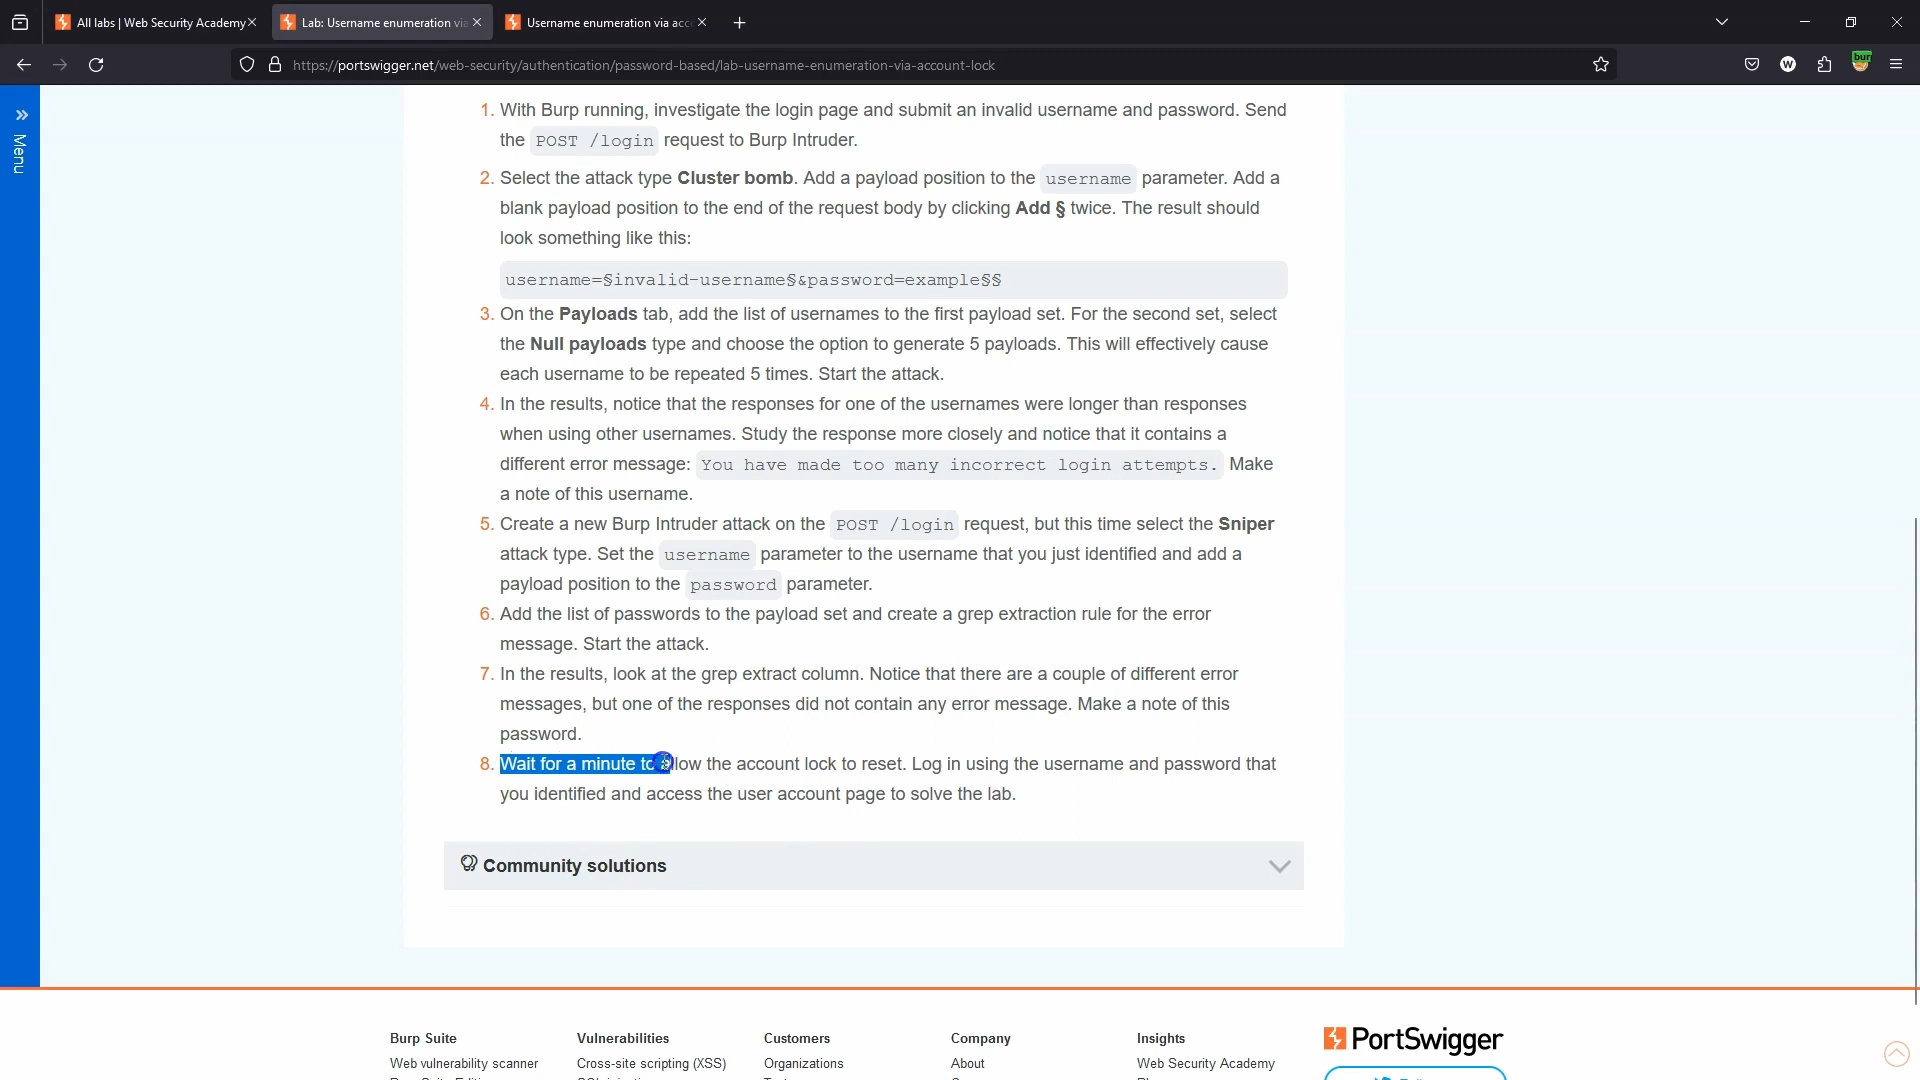 All labs | Web Security Academy
Lab: Username enumeration via
Username enumeration via acc
https://portswigger.net/web-security/authentication/password-based/lab-username-enumeration-via-account-lock
Menu
1. With Burp running, investigate the login page and submit an invalid username and password. Send
the POST /login request to Burp Intruder.
2. Select the attack type Cluster bomb. Add a payload position to the username parameter. Add a
blank payload position to the end of the request body by clicking Add § twice. The result should
look something like this:
username=§invalid-username§&password=example§§
3. On the Payloads tab, add the list of usernames to the first payload set. For the second set, select
the Null payloads type and choose the option to generate 5 payloads. This will effectively cause
each username to be repeated 5 times. Start the attack.
4. In the results, notice that the responses for one of the usernames were longer than responses
when using other usernames. Study the response more closely and notice that it contains a
different error message: You have made too many incorrect login attempts. Make
a note of this username.
5. Create a new Burp Intruder attack on the POST /login request, but this time select the Sniper
attack type. Set the username parameter to the username that you just identified and add a
payload position to the password parameter.
6. Add the list of passwords to the payload set and create a grep extraction rule for the error
message. Start the attack.
7. In the results, look at the grep extract column. Notice that there are a couple of different error
messages, but one of the responses did not contain any error message. Make a note of this
password.
8. Wait for a minute to allow the account lock to reset. Log in using the username and password that
you identified and access the user account page to solve the lab.
Community solutions
Burp Suite
Vulnerabilities
Customers
Company
Insights
PortSwigger
Web vulnerability scanner
Cross-site scripting (XSS)
Organizations
About
Web Security Academy